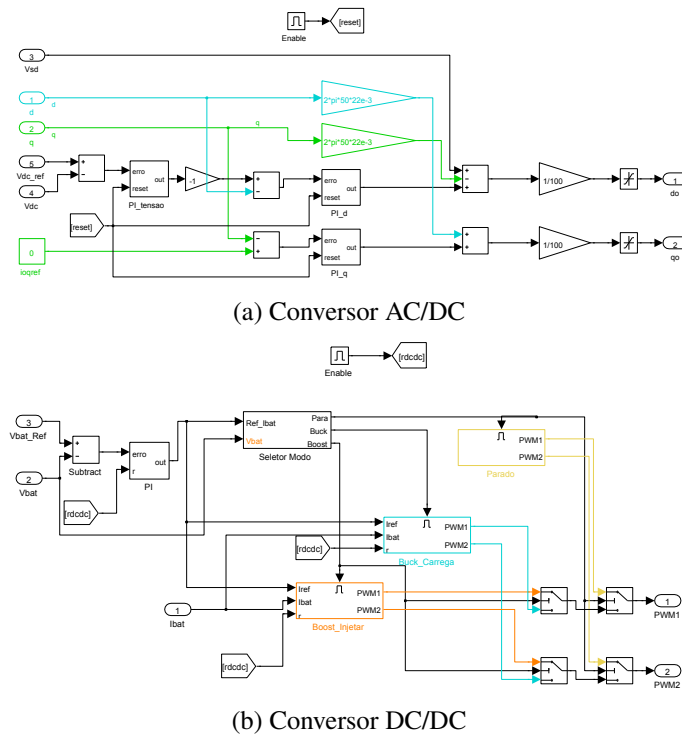 Enable
[reset]
3
Vsd
1
d
d
2*pi*50*22e-3
2
q
q
q
2*pi*50*22e-3
5
Vdc_ref
4
Vdc
erro
reset
out
PI_tensao
-1
erro
reset
out
PI_d
1/100
1
do
[reset]
0
ioqref
erro
reset
out
PI_q
1/100
2
qo
(a) Conversor AC/DC
Enable
[rdcdc]
3
Vbat_Ref
2
Vbat
Subtract
erro
r
out
PI
[rdcdc]
Ref_Ibat
Vbat
Para
Buck
Boost
Seletor Modo
PWM1
PWM2
Parado
Iref
Ibat
r
PWM1
PWM2
Buck_Carrega
[rdcdc]
1
Ibat
Iref
Ibat
r
PWM1
PWM2
Boost_Injetar
[rdcdc]
1
PWM1
2
PWM2
(b) Conversor DC/DC